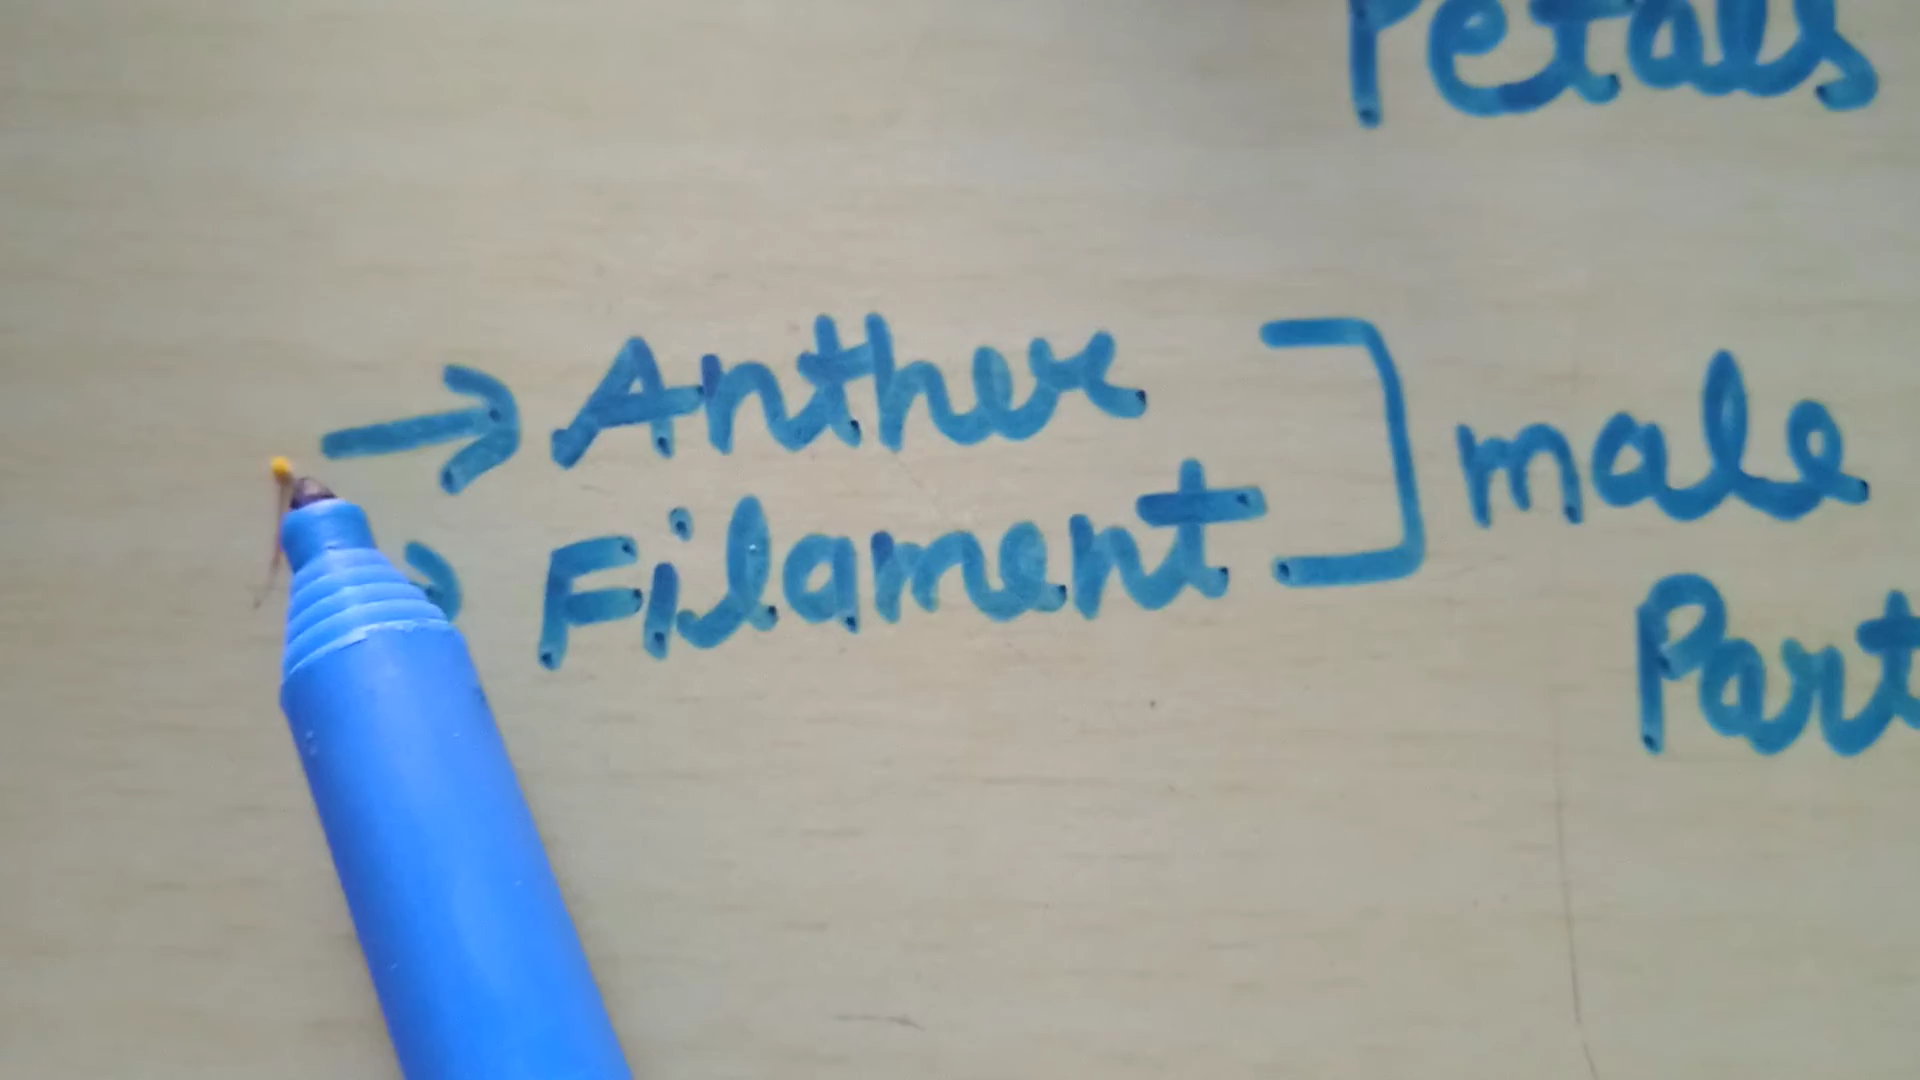 Petals
→ Anther
→ Filament
] male
Part